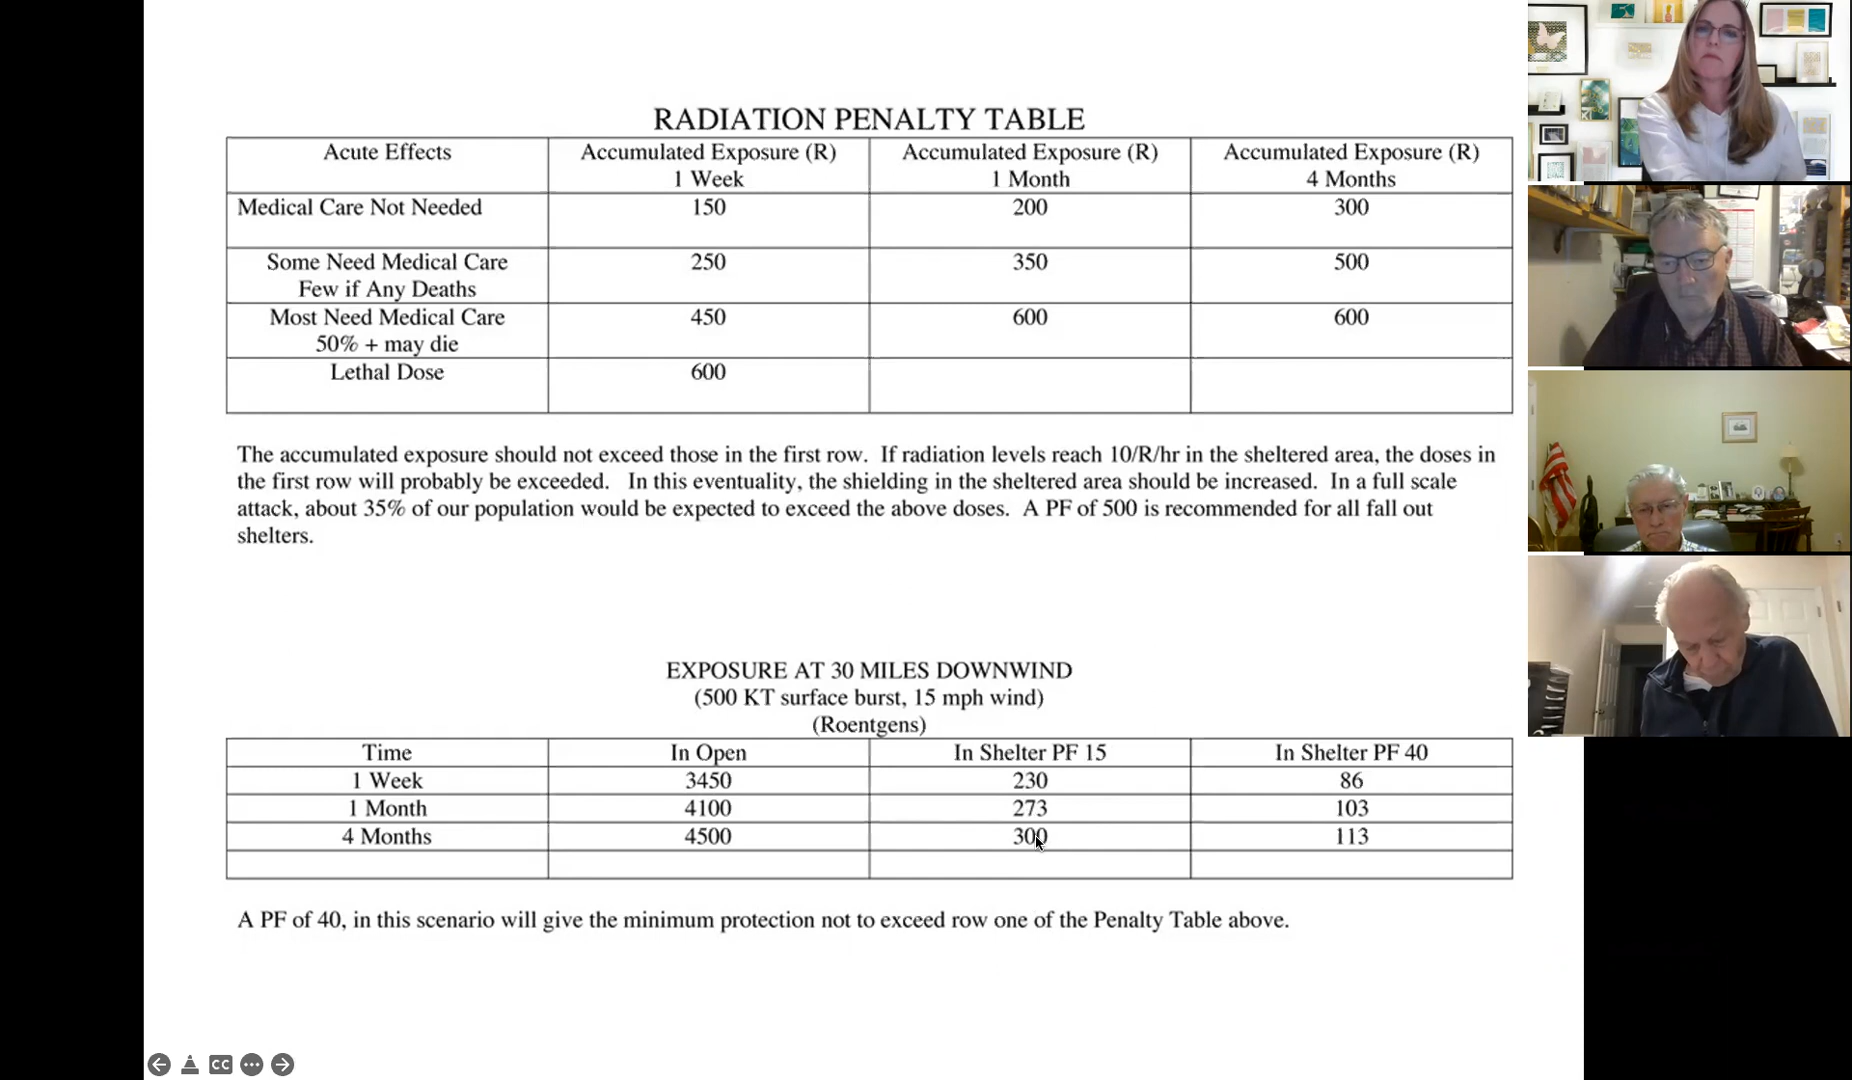 RADIATION PENALTY TABLE
Acute Effects	Accumulated Exposure (R) 1 Week	Accumulated Exposure (R) 1 Month	Accumulated Exposure (R) 4 Months
Medical Care Not Needed	150	200	300
Some Need Medical Care Few if Any Deaths	250	350	500
Most Need Medical Care 50% + may die	450	600	600
Lethal Dose	600
The accumulated exposure should not exceed those in the first row.  If radiation levels reach 10/R/hr in the sheltered area, the doses in
the first row will probably be exceeded.   In this eventuality, the shielding in the sheltered area should be increased.  In a full scale
attack, about 35% of our population would be expected to exceed the above doses.  A PF of 500 is recommended for all fall out
shelters.
EXPOSURE AT 30 MILES DOWNWIND
(500 KT surface burst, 15 mph wind)
(Roentgens)
Time	In Open	In Shelter PF 15	In Shelter PF 40
1 Week	3450	230	86
1 Month	4100	273	103
4 Months	4500	300	113
A PF of 40, in this scenario will give the minimum protection not to exceed row one of the Penalty Table above.
CC